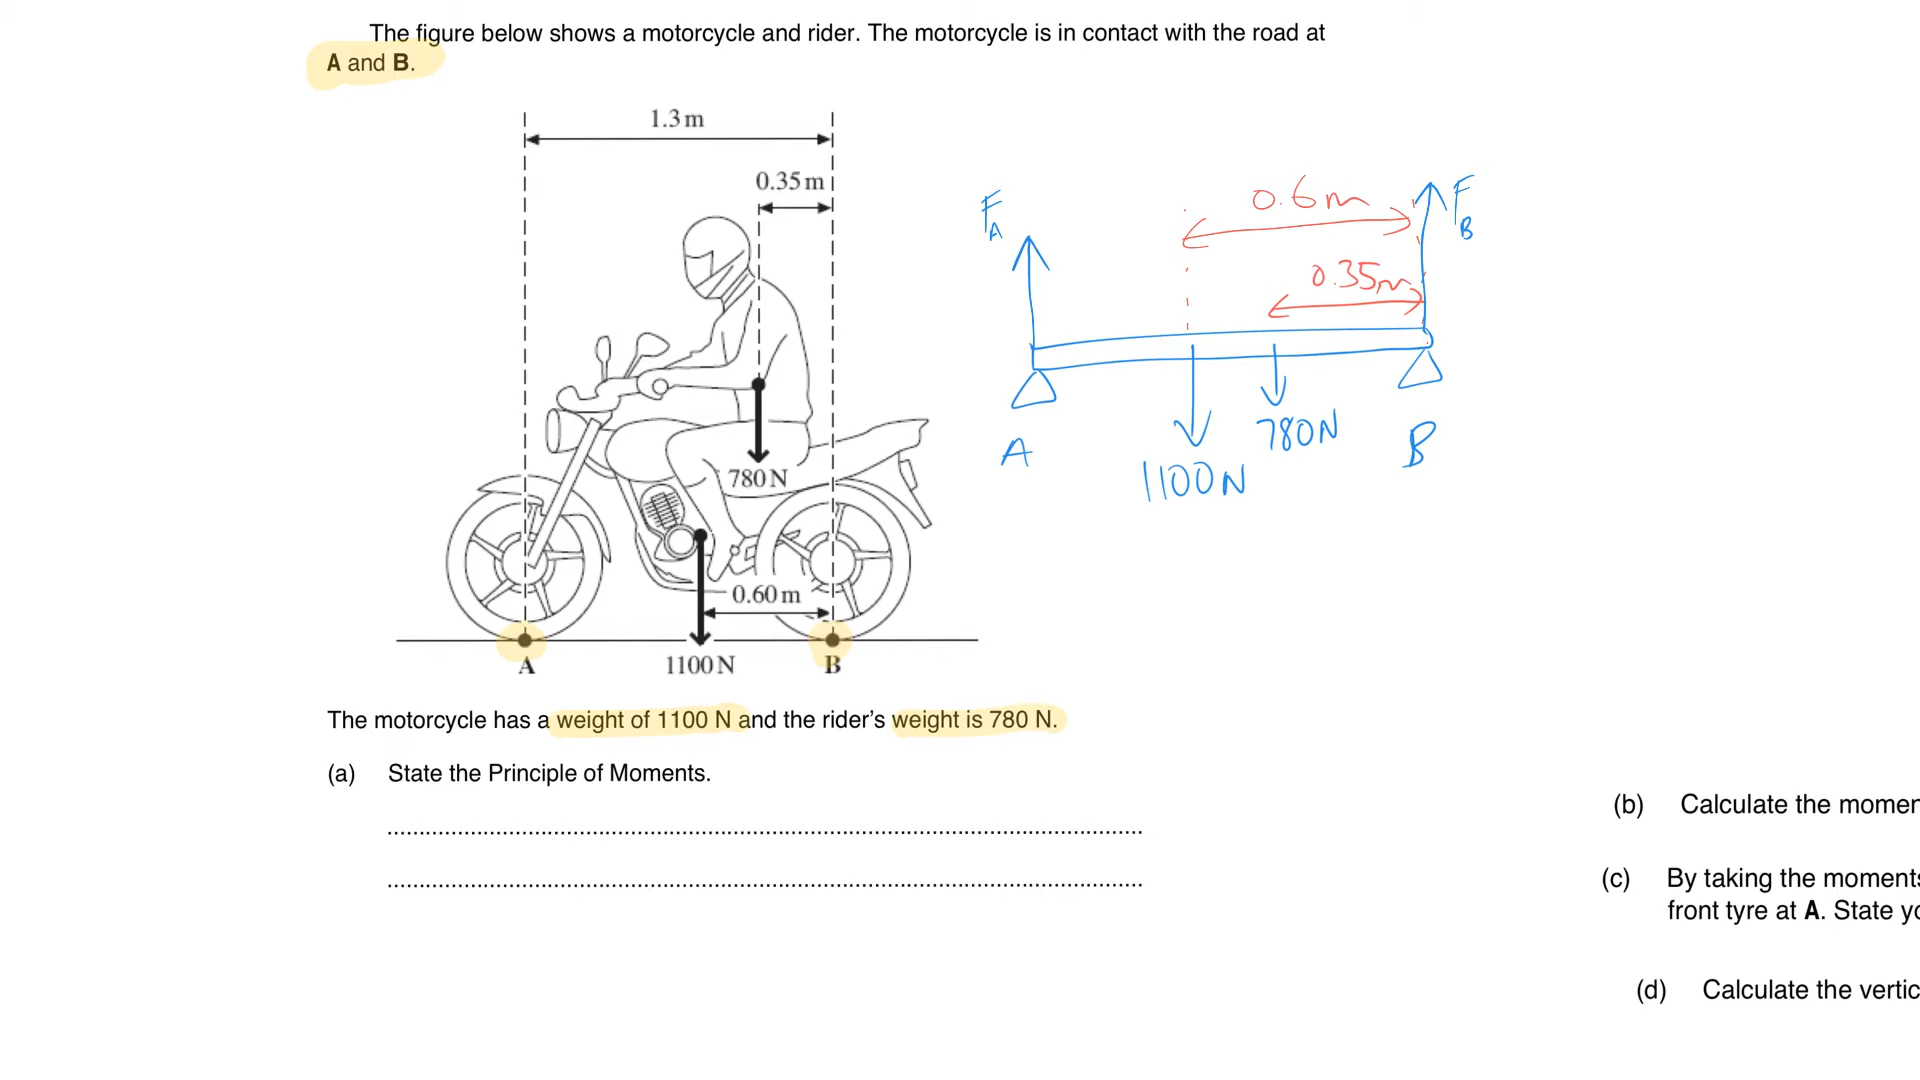 The figure below shows a motorcycle and rider. The motorcycle is in contact with the road at
A and B.
1.3 m
0.35 m
780 N
0.60 m
A
1100 N
B
F
A
0.6m
F
B
0.35m
A
1100N
780N
B
The motorcycle has a weight of 1100 N and the rider's weight is 780 N.
(a) State the Principle of Moments.
(b) Calculate the momen
(c) By taking the moments
front tyre at A. State yo
(d) Calculate the vertic